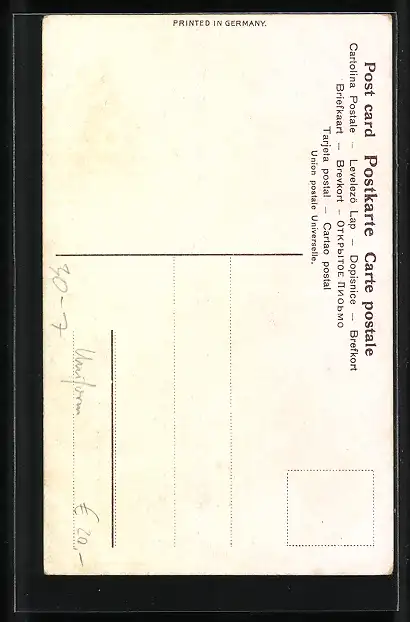 Post card Postkarte Carte postale
Cartolina Postale – Levelező Lap – Dopisnice – Brefkort
Briefkaart – Brevkort – ОТКРЫТОЕ ПИСЬМО
Tarjeta postal – Cartao postal
Union postale Universelle.
PRINTED IN GERMANY.
30-7
Uniform
€ 20,-